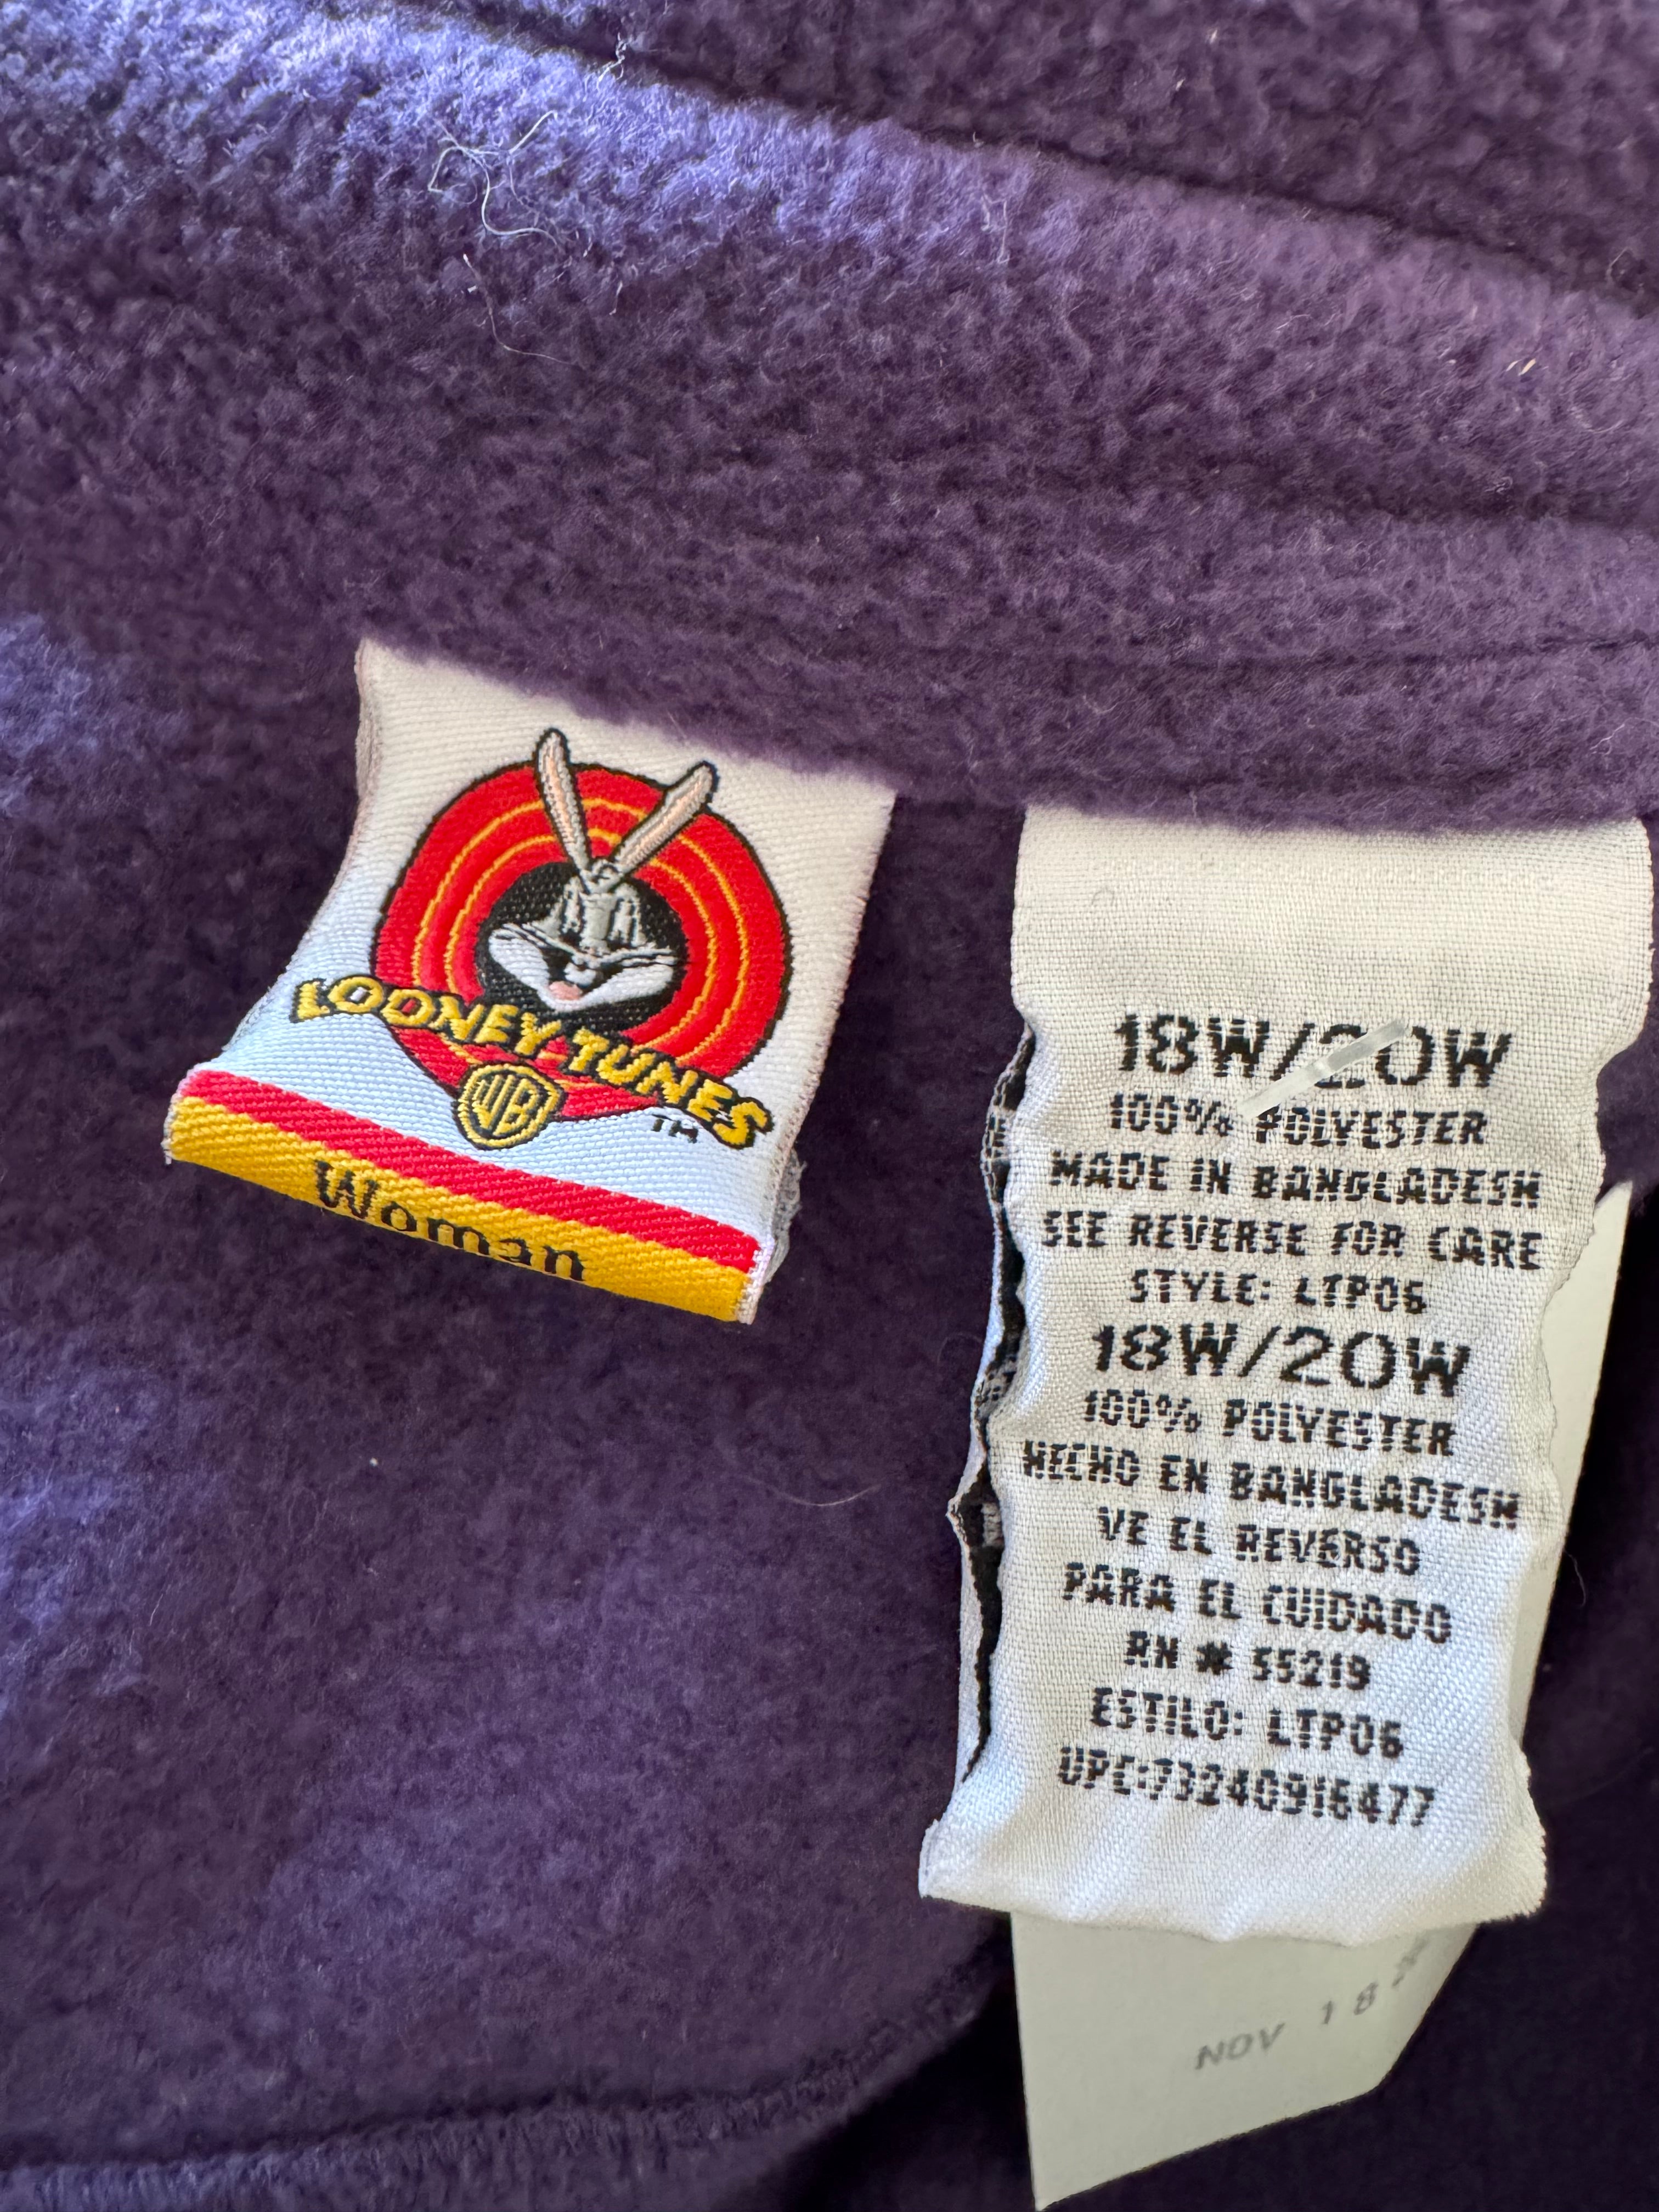 LOONEY TUNES
WB
TM
Woman
18W/20W
100% POLYESTER
MADE IN BANGLADESH
SEE REVERSE FOR CARE
STYLE: LTP06
18W/20W
100% POLYESTER
HECHO EN BANGLADESH
VE EL REVERSO
PARA EL CUIDADO
RN # 55219
ESTILO: LTP06
UPC:73240916477
NOV 18